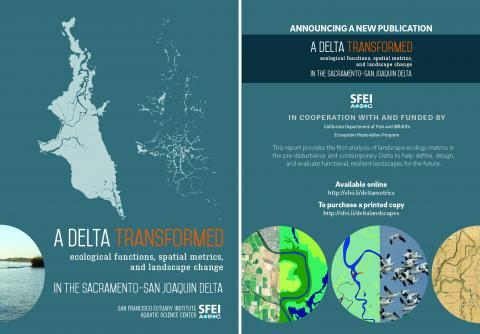 A DELTA TRANSFORMED
ecological functions, spatial metrics,
and landscape change
IN THE SACRAMENTO-SAN JOAQUIN DELTA
SAN FRANCISCO ESTUARY INSTITUTE
AQUATIC SCIENCE CENTER
SFEI
ANNOUNCING A NEW PUBLICATION
A DELTA TRANSFORMED
ecological functions, spatial metrics,
and landscape change
IN THE SACRAMENTO-SAN JOAQUIN DELTA
SFEI
IN COOPERATION WITH AND FUNDED BY
California Department of Fish and Wildlife
Ecosystem Restoration Program
This report provides the first analysis of landscape ecology metrics
in the pre-disturbance and contemporary Delta to help define, design,
and evaluate functional, resilient landscapes for the future.
Available online
http://sfei.li/deltametrics
To purchase a printed copy
http://sfei.li/deltalandscapes